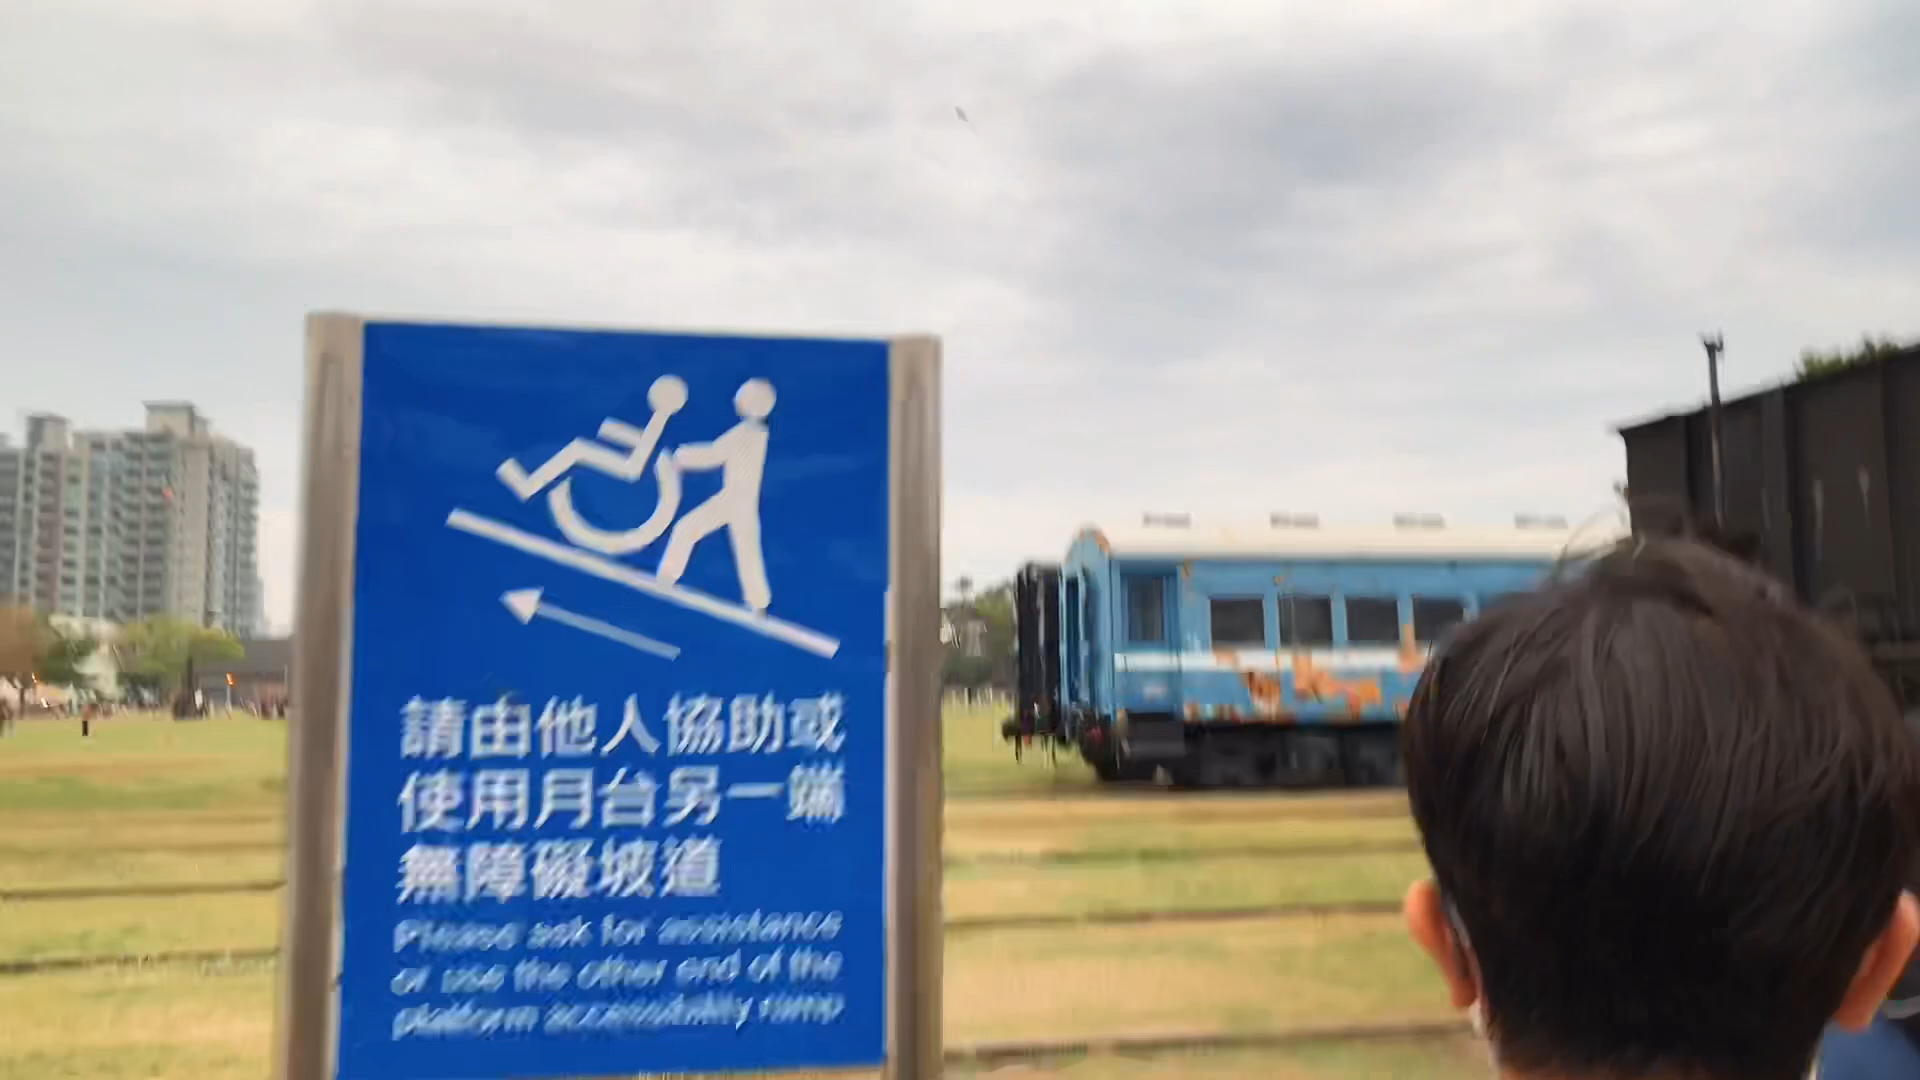 請由他人協助或
使用月台另一端
無障礙坡道
Please ask for assistance
or use the other end of the
platform accessibility ramp